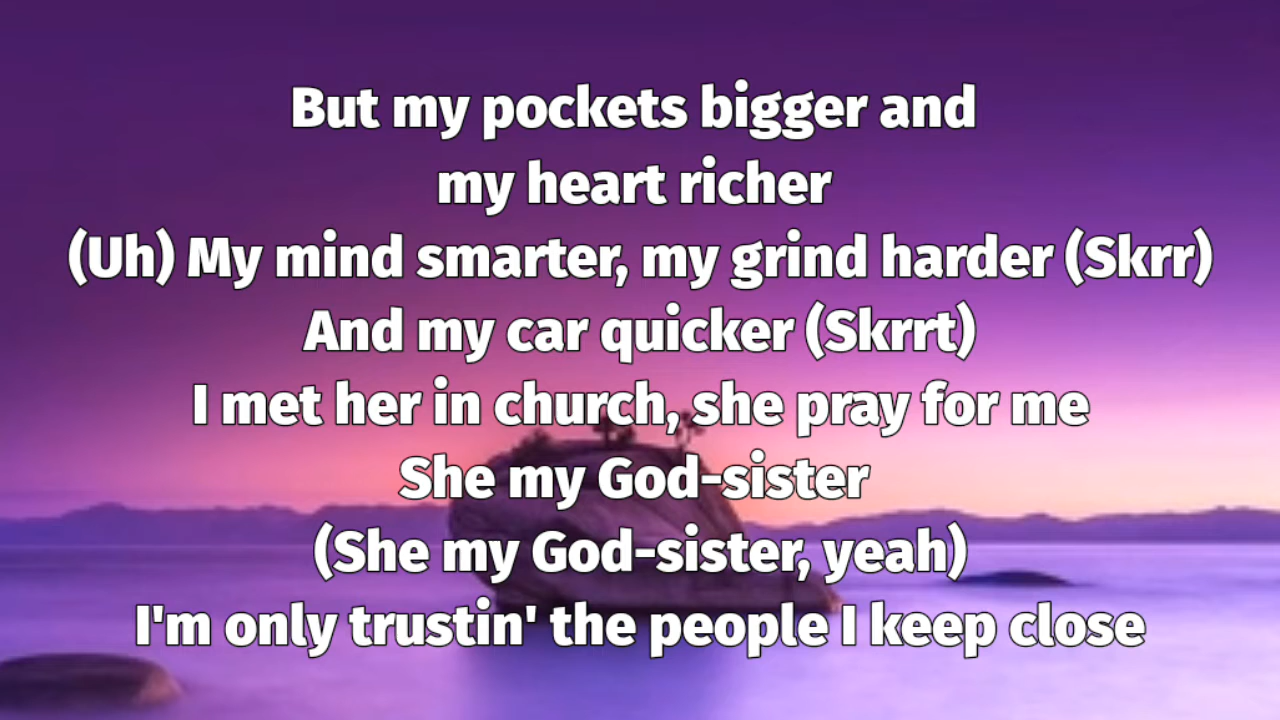 But my pockets bigger and
my heart richer
(Uh) My mind smarter, my grind harder (Skrr)
And my car quicker (Skrrt)
I met her in church, she pray for me
She my God-sister
(She my God-sister, yeah)
I'm only trustin' the people I keep close